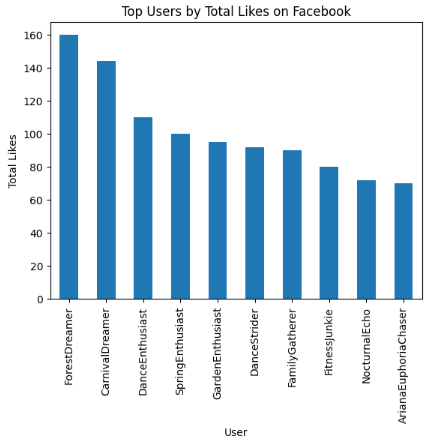 Top Users by Total Likes on Facebook
Total Likes
160
140
120
100
80
60
40
20
0
ForestDreamer
CarnivalDreamer
DanceEnthusiast
SpringEnthusiast
GardenEnthusiast
DanceStrider
FamilyGatherer
FitnessJunkie
NocturnalEcho
ArianaEuphoriaChaser
User